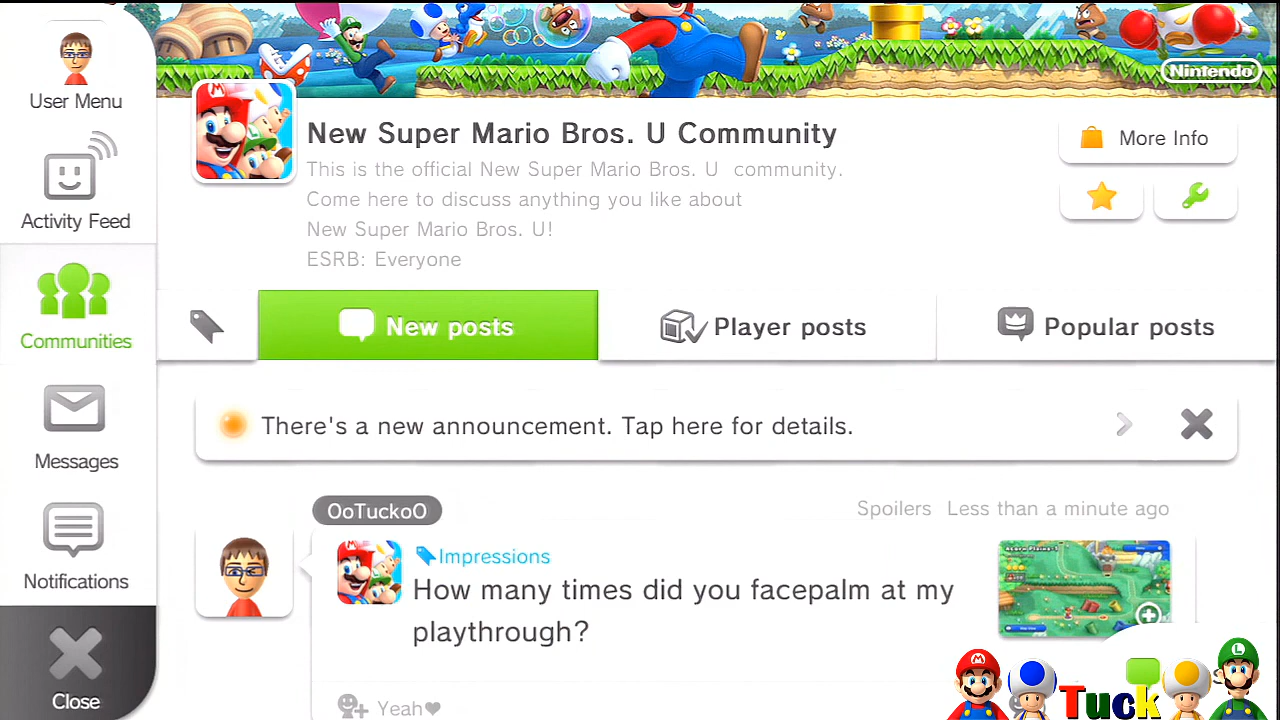 User Menu
Activity Feed
Communities
Messages
Notifications
Close
Nintendo
New Super Mario Bros. U Community
This is the official New Super Mario Bros. U community.
Come here to discuss anything you like about
New Super Mario Bros. U!
ESRB: Everyone
More Info
New posts
Player posts
Popular posts
There's a new announcement. Tap here for details.
OoTuckoO
Spoilers Less than a minute ago
Impressions
How many times did you facepalm at my
playthrough?
Acorn Plains-1
Yeah♥
Tuck